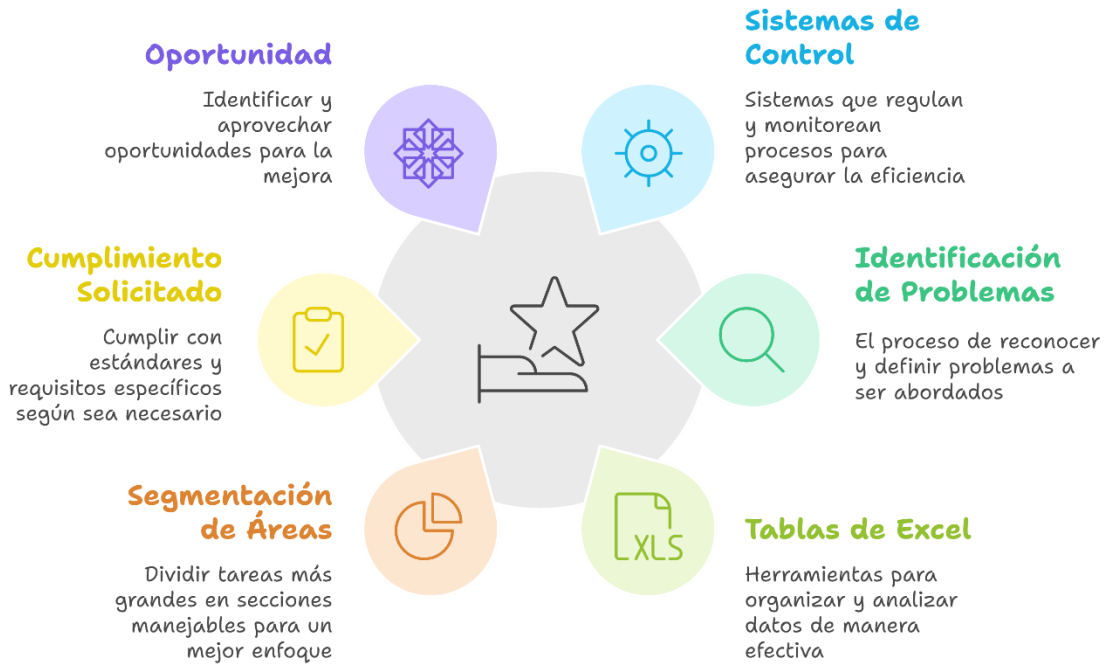 Oportunidad
Identificar y
aprovechar
oportunidades para la
mejora
Sistemas de
Control
Sistemas que regulan
y monitorean
procesos para
asegurar la eficiencia
Cumplimiento
Solicitado
Cumplir con
estándares y
requisitos específicos
según sea necesario
Identificación
de Problemas
El proceso de reconocer
y definir problemas a
ser abordados
Segmentación
de Áreas
Dividir tareas más
grandes en secciones
manejables para un
mejor enfoque
XLS
Tablas de Excel
Herramientas para
organizar y analizar
datos de manera
efectiva